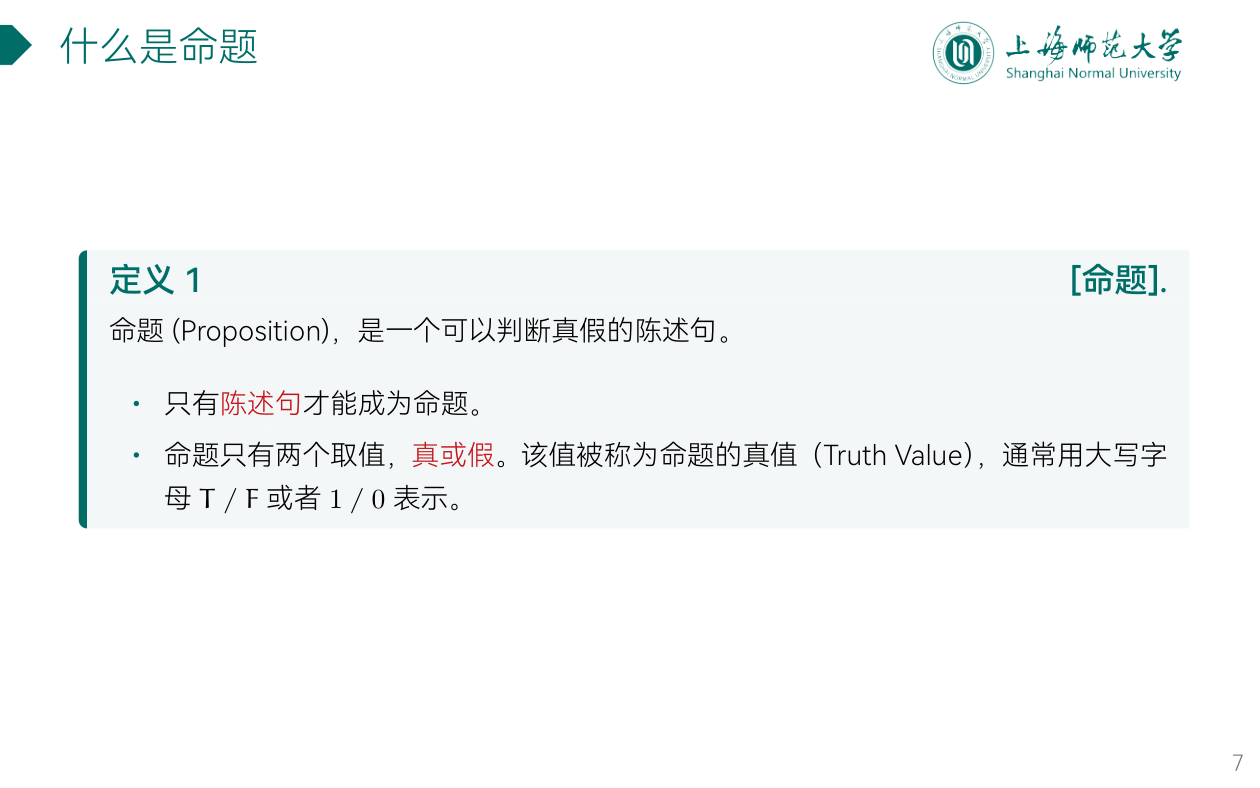 什么是命题
上海师范大学
Shanghai Normal University
定义 1 [命题].
命题 (Proposition)，是一个可以判断真假的陈述句。
• 只有陈述句才能成为命题。
• 命题只有两个取值，真或假。该值被称为命题的真值（Truth Value），通常用大写字
母 T / F 或者 1 / 0 表示。
7